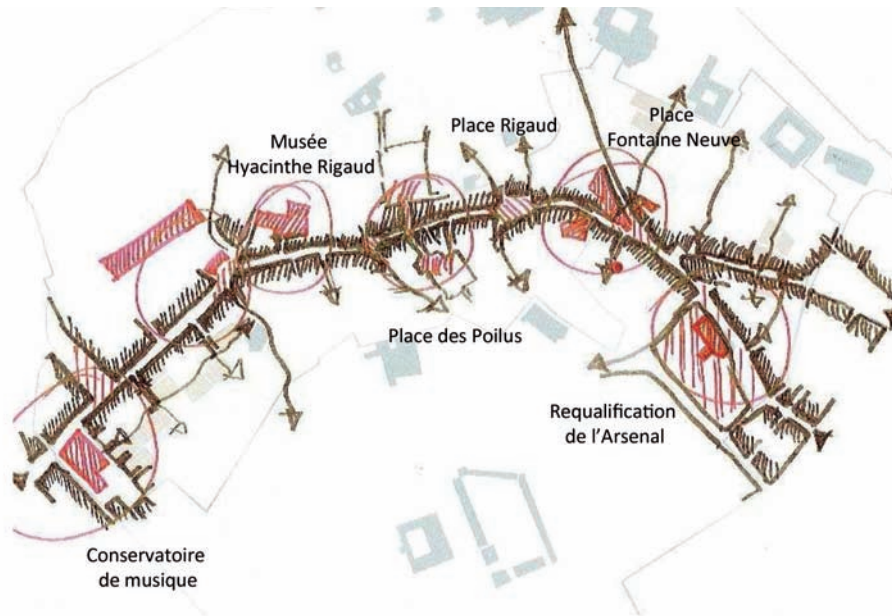 Musée
Hyacinthe Rigaud
Place Rigaud
Place
Fontaine Neuve
Place des Poilus
Requalification
de l'Arsenal
Conservatoire
de musique